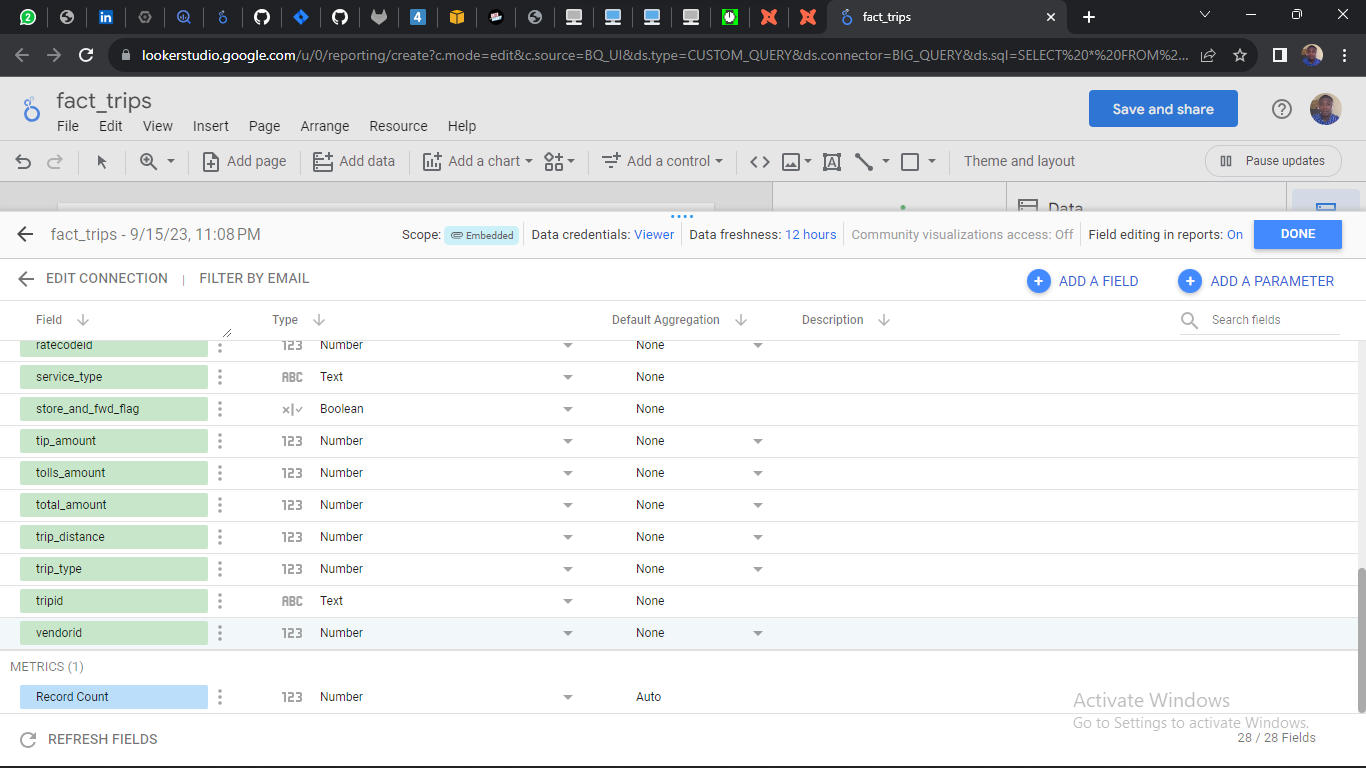 4
fact_trips
lookerstudio.google.com/u/0/reporting/create?c.mode=edit&c.source=BQ_UI&ds.type=CUSTOM_QUERY&ds.connector=BIG_QUERY&ds.sql=SELECT%20*%20FROM%2...
fact_trips
File Edit View Insert Page Arrange Resource Help
Save and share
Add page Add data Add a chart Add a control Theme and layout Pause updates
Data
fact_trips - 9/15/23, 11:08 PM
Scope: Embedded Data credentials: Viewer Data freshness: 12 hours Community visualizations access: Off Field editing in reports: On DONE
EDIT CONNECTION | FILTER BY EMAIL
ADD A FIELD ADD A PARAMETER
Field Type Default Aggregation Description Search fields
ratecodeid 123 Number None
service_type ABC Text None
store_and_fwd_flag Boolean None
tip_amount 123 Number None
tolls_amount 123 Number None
total_amount 123 Number None
trip_distance 123 Number None
trip_type 123 Number None
tripid ABC Text None
vendorid 123 Number None
METRICS (1)
Record Count 123 Number Auto
Activate Windows
Go to Settings to activate Windows.
REFRESH FIELDS
28 / 28 Fields